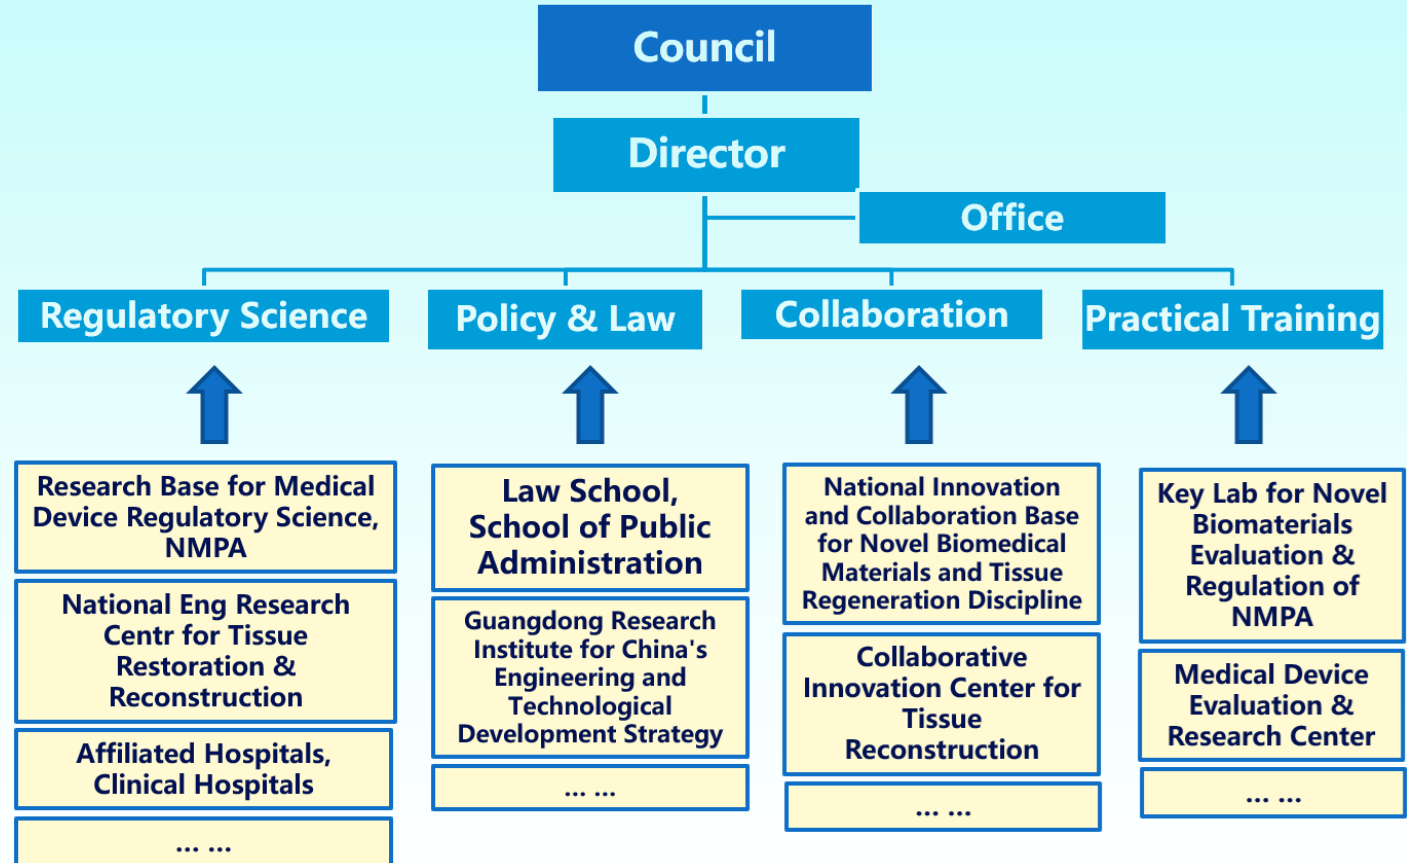 Council
Director
Office
Regulatory Science
Policy & Law
Collaboration
Practical Training
Research Base for Medical
Device Regulatory Science,
NMPA
National Eng Research
Centr for Tissue
Restoration &
Reconstruction
Affiliated Hospitals,
Clinical Hospitals
... ...
Law School,
School of Public
Administration
Guangdong Research
Institute for China's
Engineering and
Technological
Development Strategy
... ...
National Innovation
and Collaboration Base
for Novel Biomedical
Materials and Tissue
Regeneration Discipline
Collaborative
Innovation Center for
Tissue
Reconstruction
... ...
Key Lab for Novel
Biomaterials
Evaluation &
Regulation of
NMPA
Medical Device
Evaluation &
Research Center
... ...